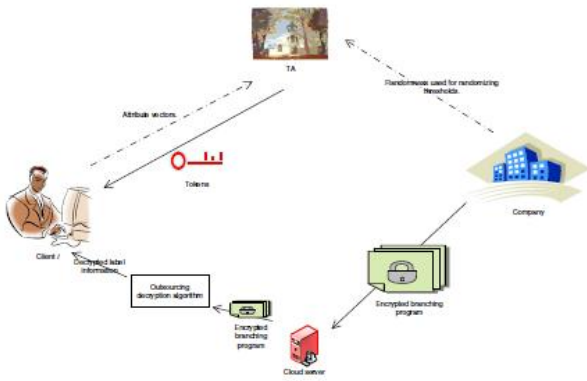 TA
Randomness used for randomizing
thresholds.
Attribute vectors.
Tokens
Company
Client /
Decrypted label
information
Outsourcing
decryption algorithm
Encrypted branching
program
Encrypted
branching
program
Cloud server